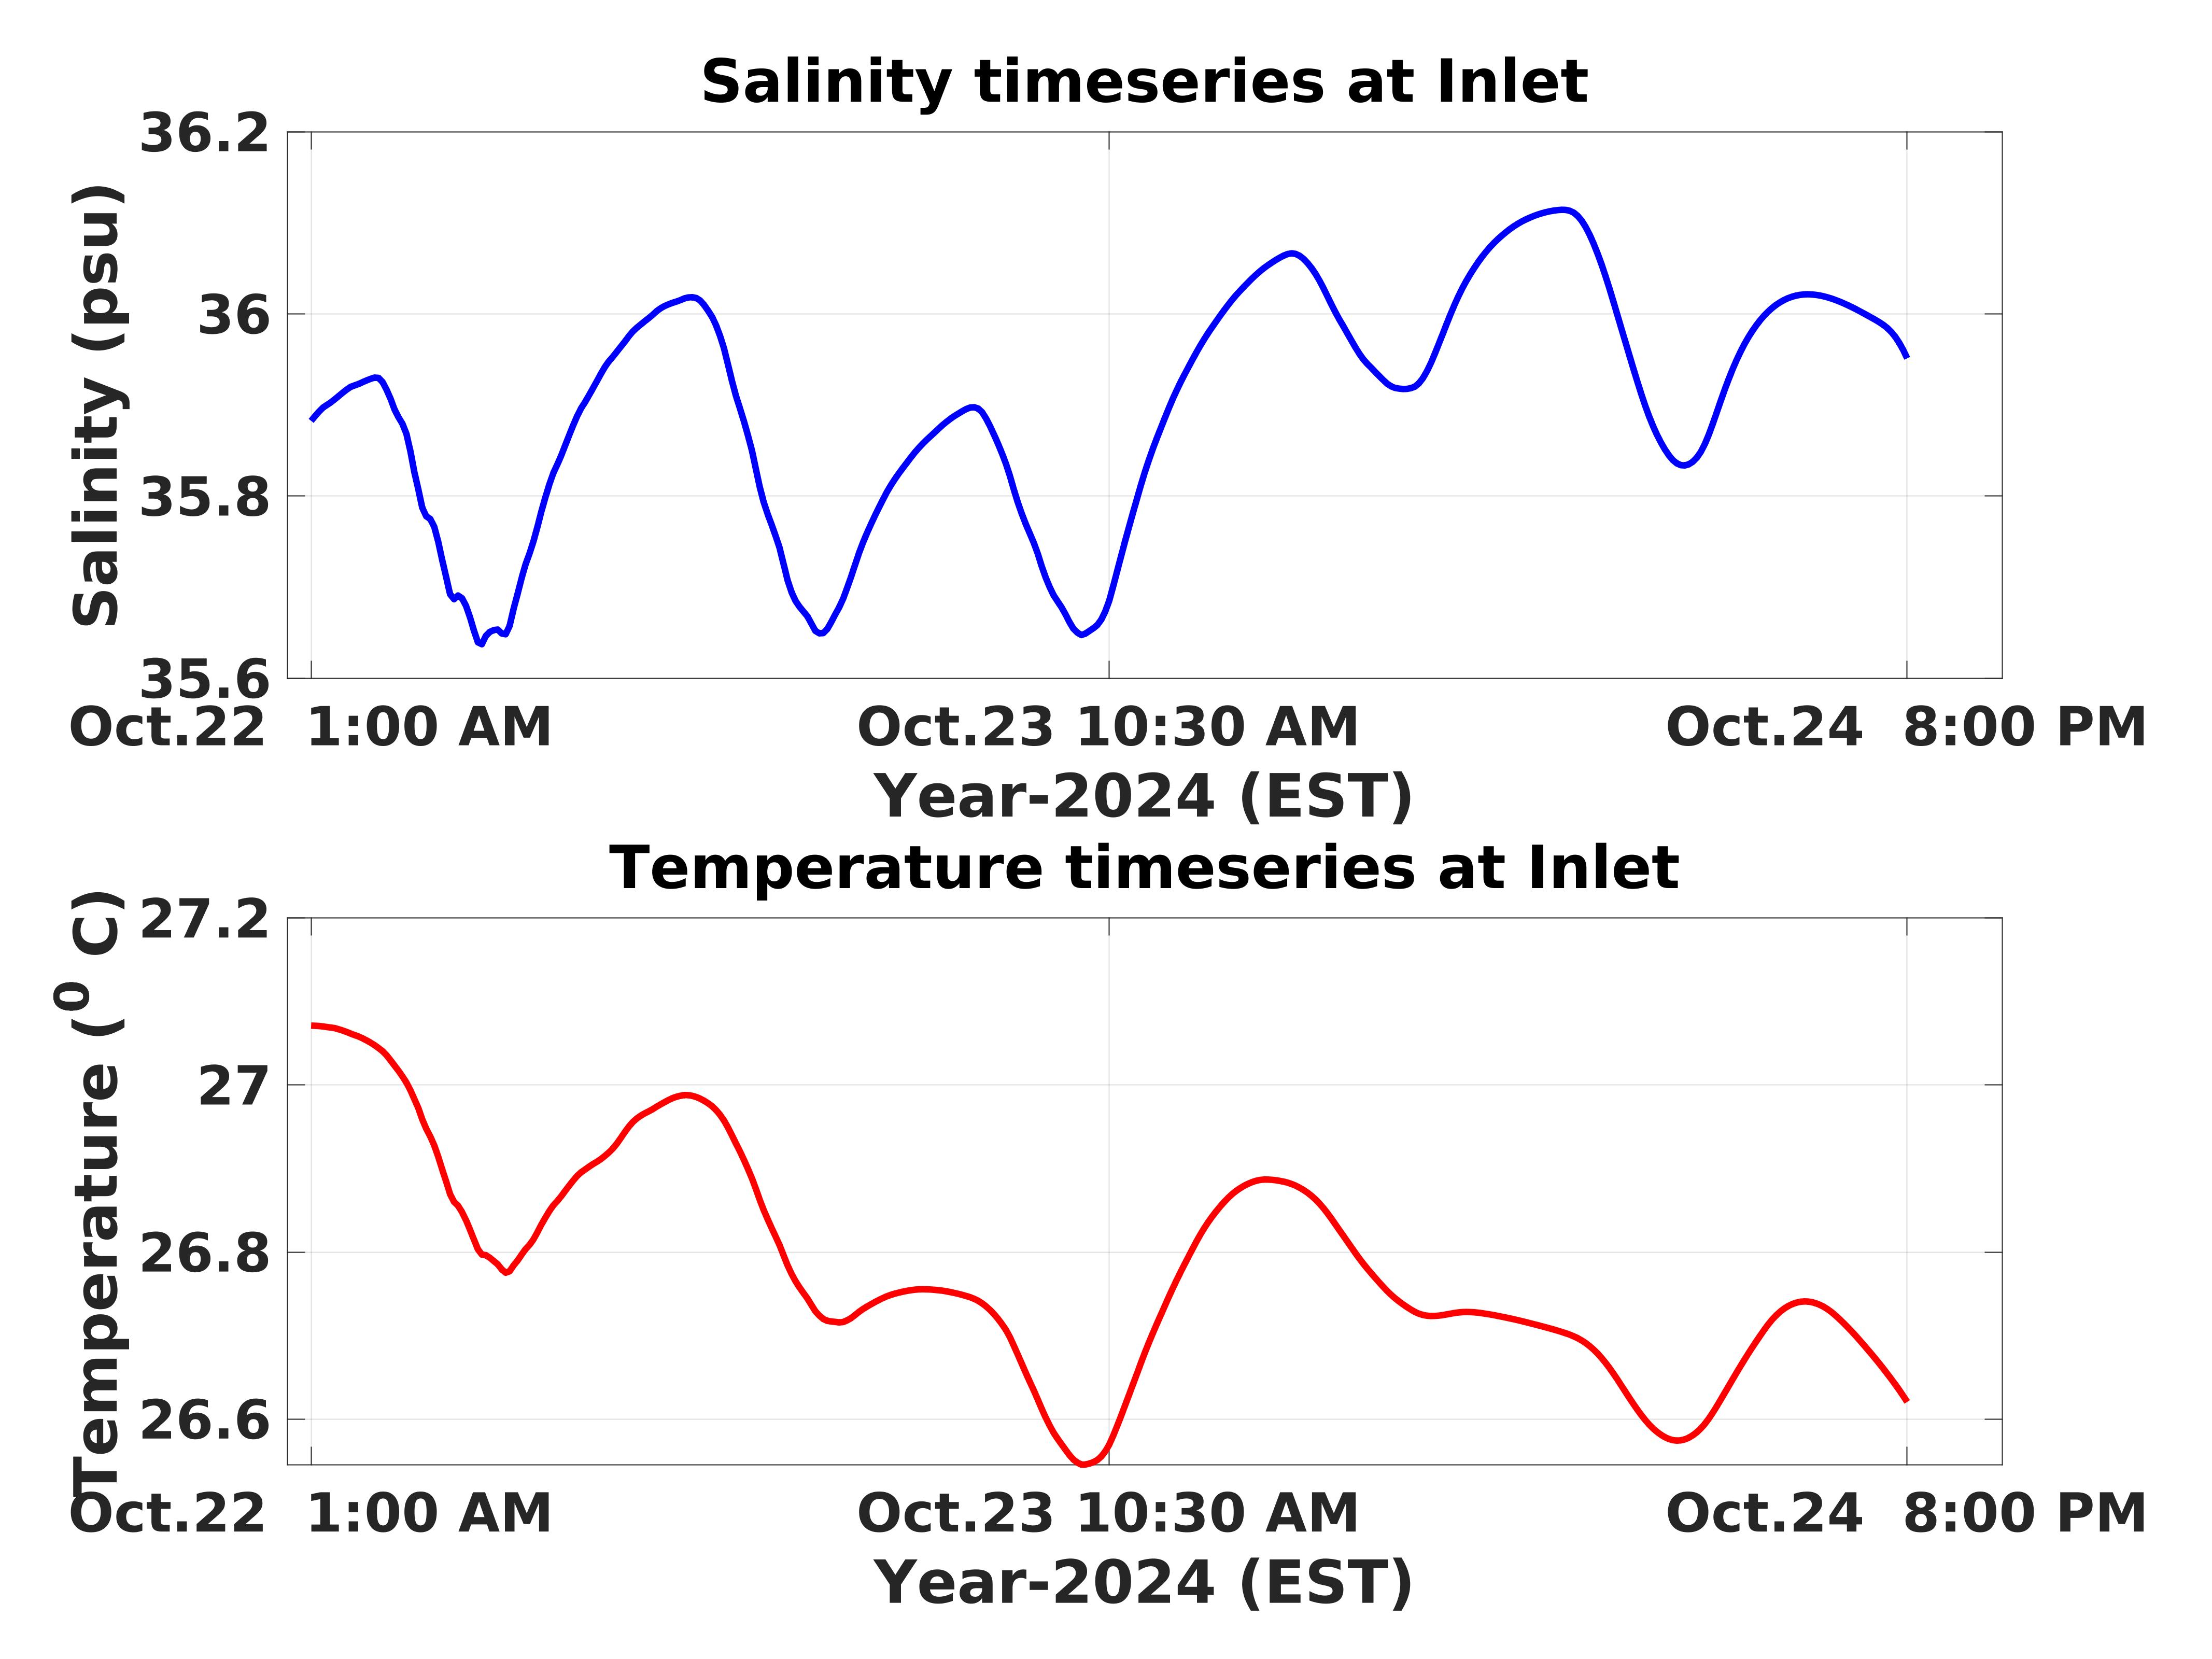 Salinity timeseries at Inlet
Salinity (psu)
36.2
36
35.8
35.6
Oct.22 1:00 AM
Oct.23 10:30 AM
Oct.24 8:00 PM
Year-2024 (EST)
Temperature timeseries at Inlet
Temperature (⁰ C)
27.2
27
26.8
26.6
Oct.22 1:00 AM
Oct.23 10:30 AM
Oct.24 8:00 PM
Year-2024 (EST)